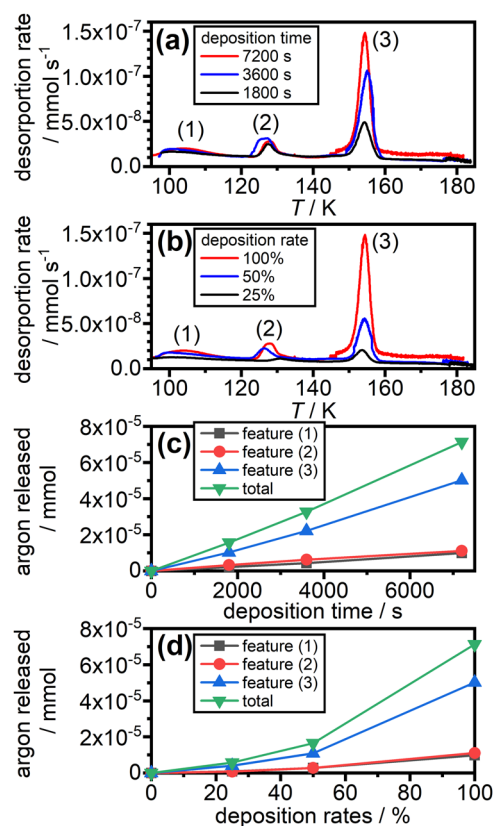 (a)
deposition time
7200 s
3600 s
1800 s
(1)
(2)
(3)
desorportion rate
/ mmol s⁻¹
1.5x10⁻⁷
1.0x10⁻⁷
5.0x10⁻⁸
0.0
100 120 140 160 180
T / K
(b)
deposition rate
100%
50%
25%
(1)
(2)
(3)
desorportion rate
/ mmol s⁻¹
1.5x10⁻⁷
1.0x10⁻⁷
5.0x10⁻⁸
0.0
100 120 140 160 180
T / K
(c)
feature (1)
feature (2)
feature (3)
total
argon released
/ mmol
8x10⁻⁵
6x10⁻⁵
4x10⁻⁵
2x10⁻⁵
0
0 2000 4000 6000
deposition time / s
(d)
feature (1)
feature (2)
feature (3)
total
argon released
/ mmol
8x10⁻⁵
6x10⁻⁵
4x10⁻⁵
2x10⁻⁵
0
0 20 40 60 80 100
deposition rates / %